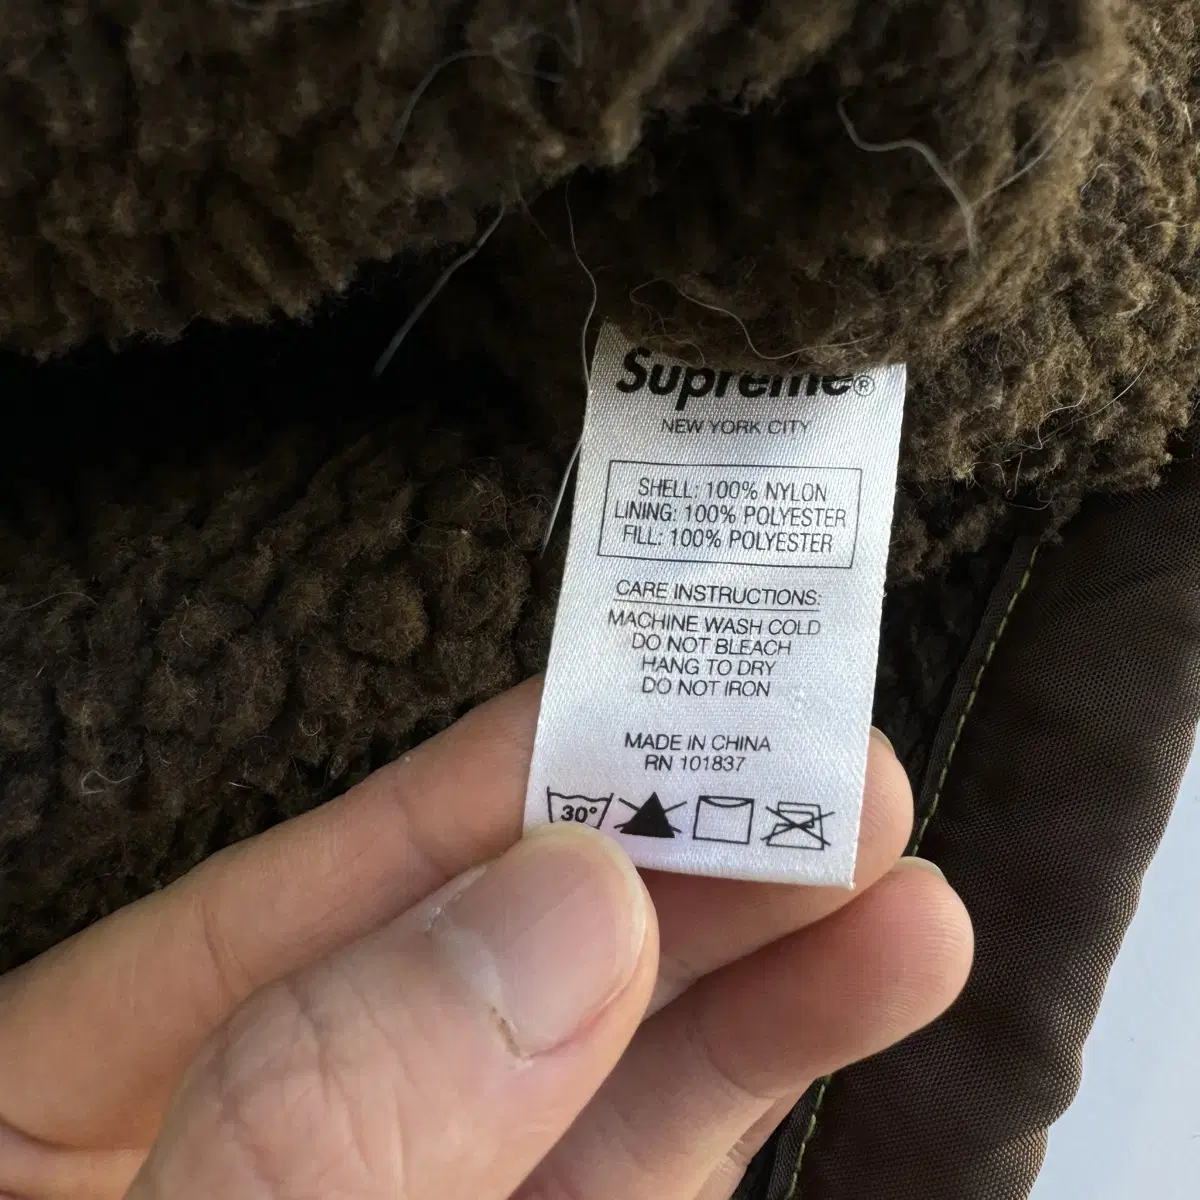 Supreme®
NEW YORK CITY
SHELL: 100% NYLON
LINING: 100% POLYESTER
FILL: 100% POLYESTER
CARE INSTRUCTIONS:
MACHINE WASH COLD
DO NOT BLEACH
HANG TO DRY
DO NOT IRON
MADE IN CHINA
RN 101837
30°